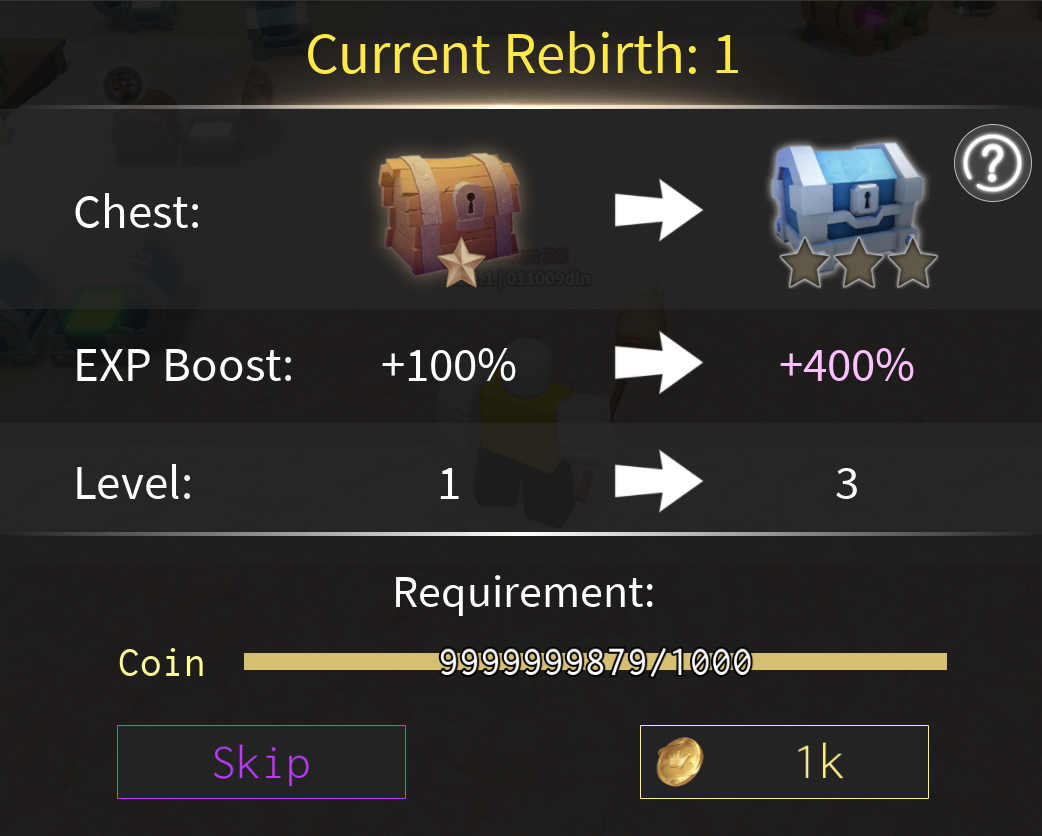 Current Rebirth: 1
Chest:
?
EXP Boost: +100% +400%
Level: 1 3
Requirement:
Coin 9999999879/1000
Skip 1k